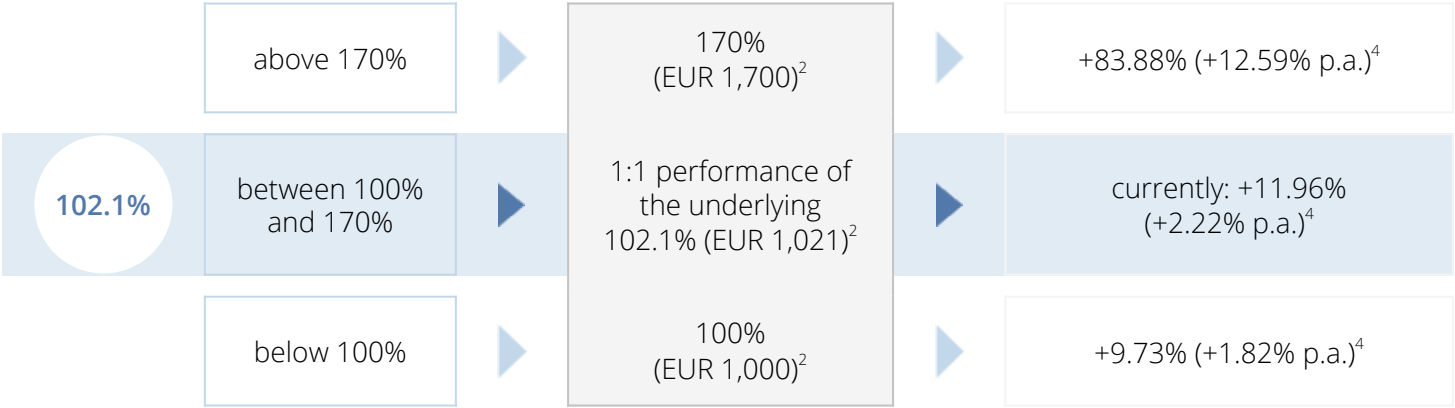 above 170%
170%
(EUR 1,700)2
+83.88% (+12.59% p.a.)4
102.1%
between 100%
and 170%
1:1 performance of
the underlying
102.1% (EUR 1,021)2
currently: +11.96%
(+2.22% p.a.)4
below 100%
100%
(EUR 1,000)2
+9.73% (+1.82% p.a.)4